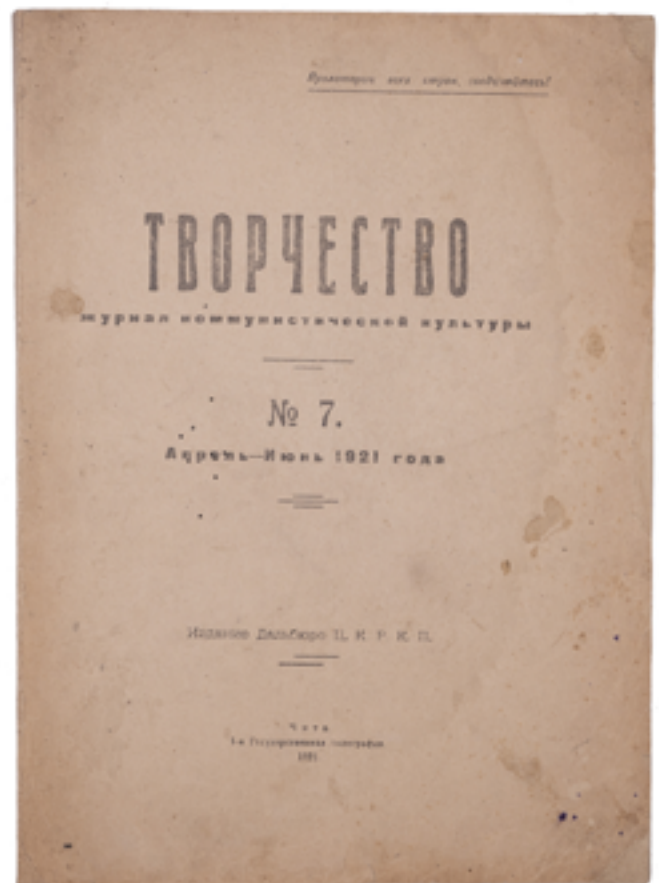 Пролетарии всех стран, соединяйтесь!
ТВОРЧЕСТВО
журнал коммунистической культуры
№ 7.
Апрель—Июнь 1921 года
Издание Дальбюро Ц. К. Р. К. П.
Чита
1-я Государственная типография
1921